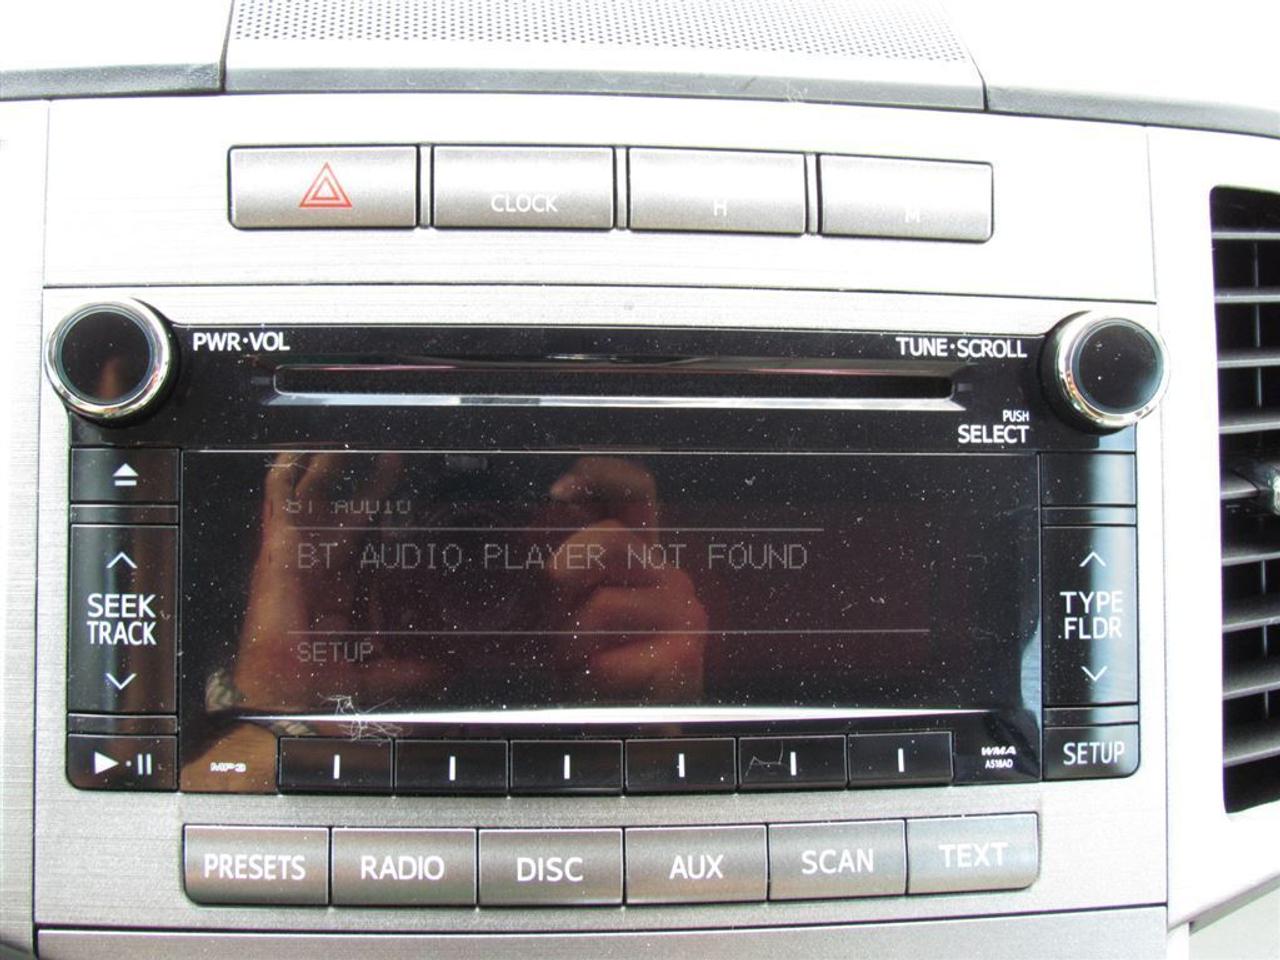 CLOCK
H
M
PWR·VOL
TUNE·SCROLL
PUSH
SELECT
BT AUDIO
BT AUDIO PLAYER NOT FOUND
SETUP
SEEK
TRACK
TYPE
FLDR
MP3
WMA
A518AD
SETUP
PRESETS
RADIO
DISC
AUX
SCAN
TEXT